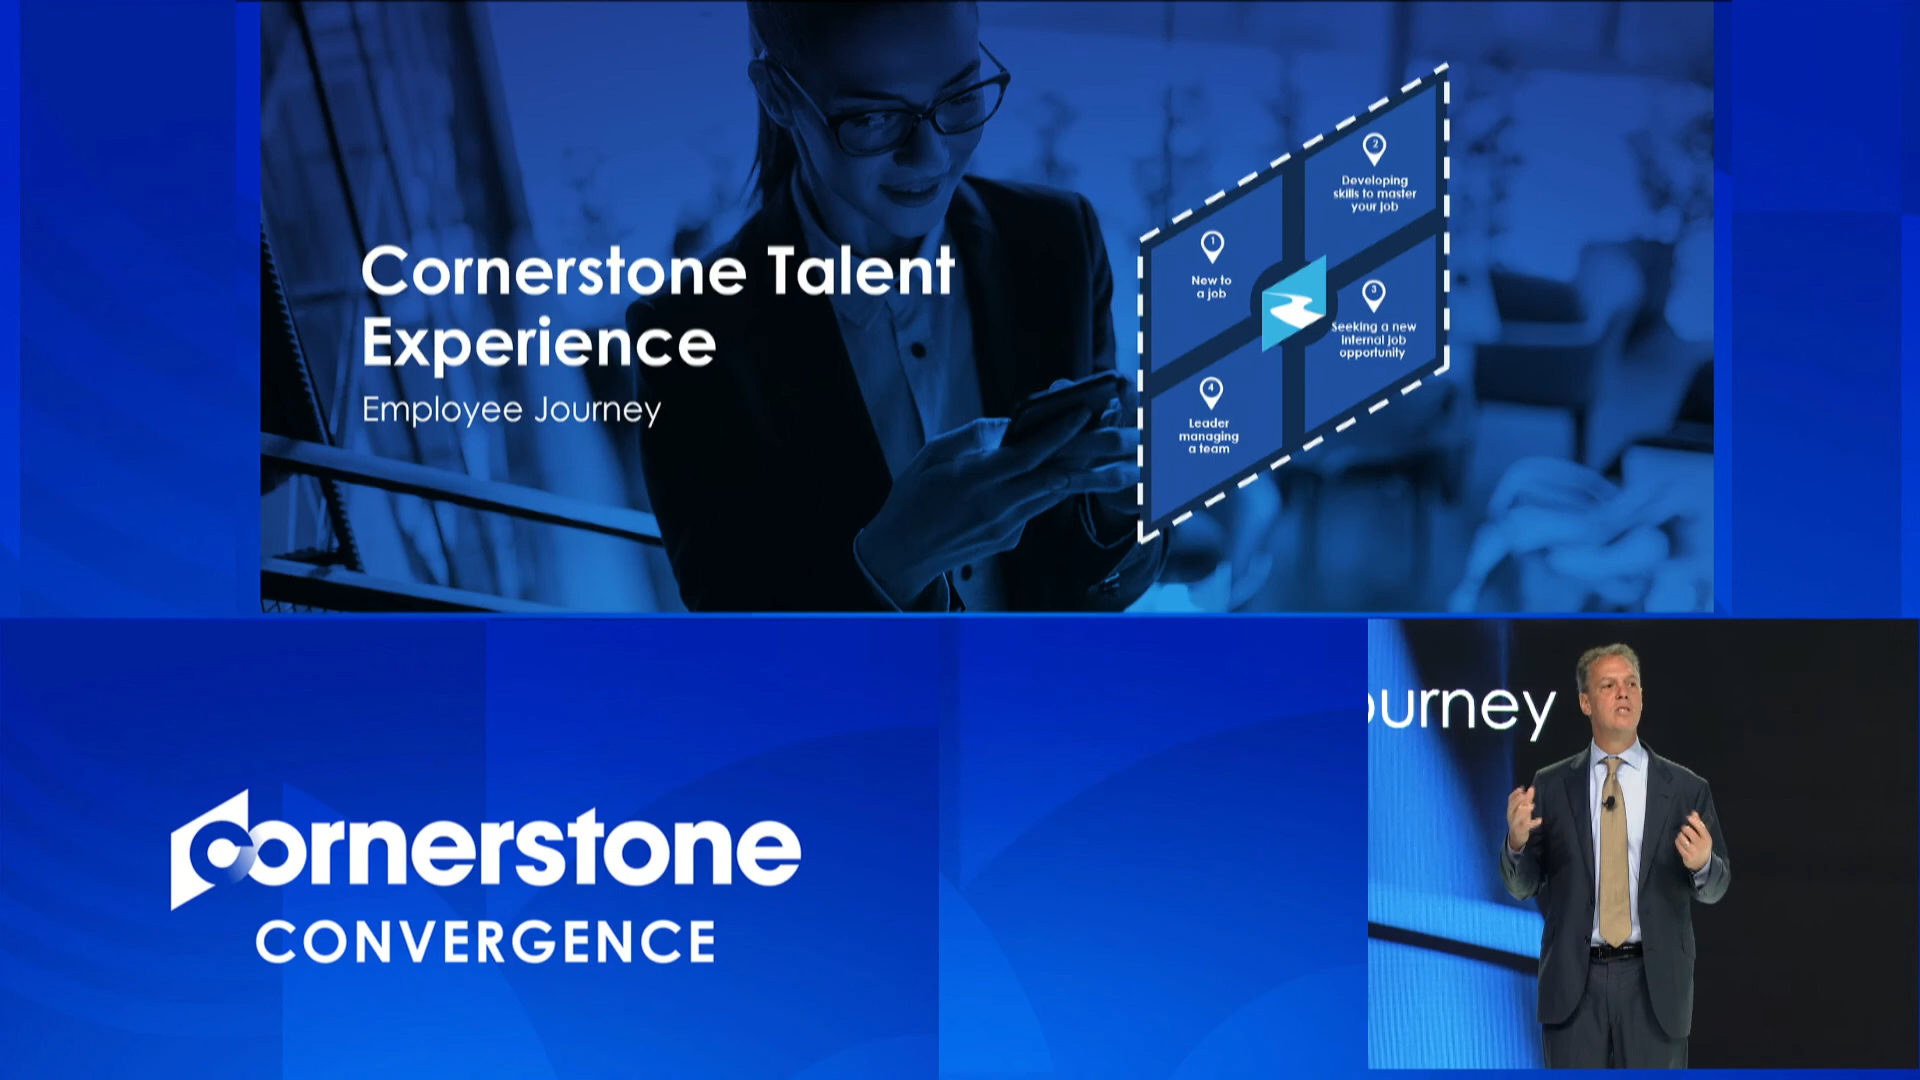 Cornerstone Talent
Experience
Employee Journey
1
New to
a job
2
Developing
skills to master
your job
3
Seeking a new
internal job
opportunity
4
Leader
managing
a team
cornerstone
CONVERGENCE
ourney